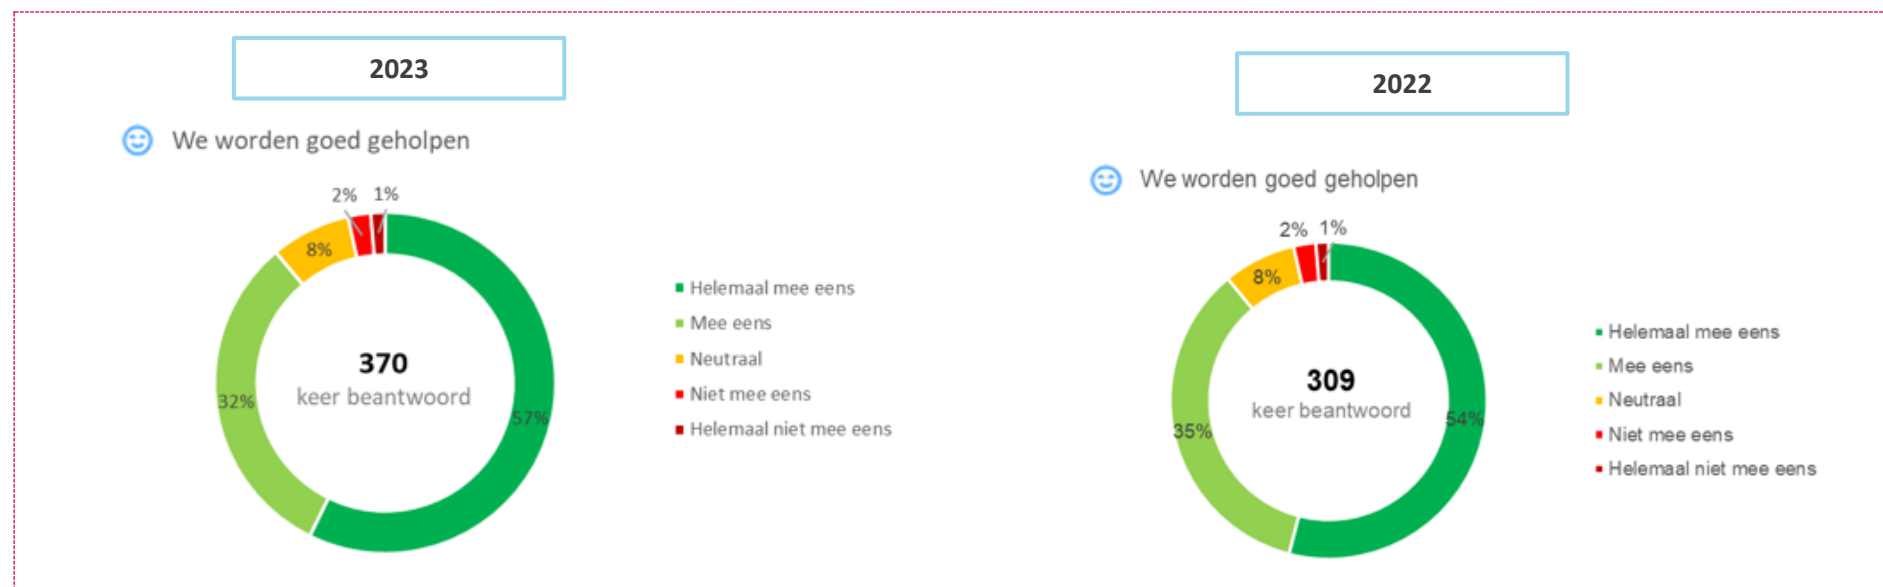 2023
We worden goed geholpen
2% 1%
8%
370
keer beantwoord
32%
57%
Helemaal mee eens
Mee eens
Neutraal
Niet mee eens
Helemaal niet mee eens
2022
We worden goed geholpen
2% 1%
8%
309
keer beantwoord
54%
35%
Helemaal mee eens
Mee eens
Neutraal
Niet mee eens
Helemaal niet mee eens